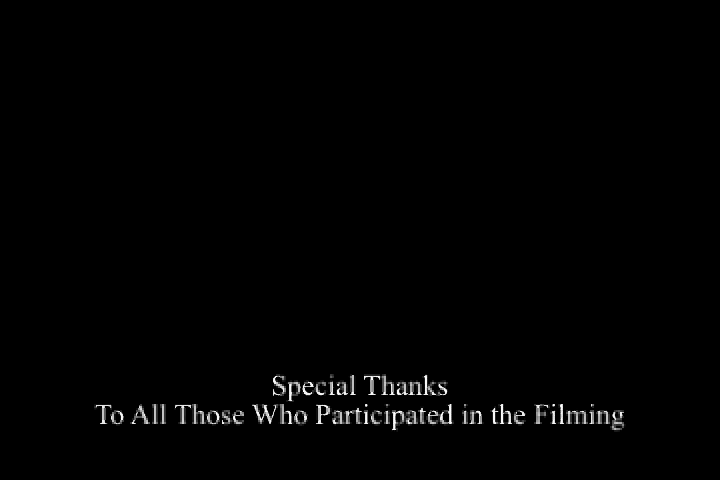 Special Thanks
To All Those Who Participated in the Filming